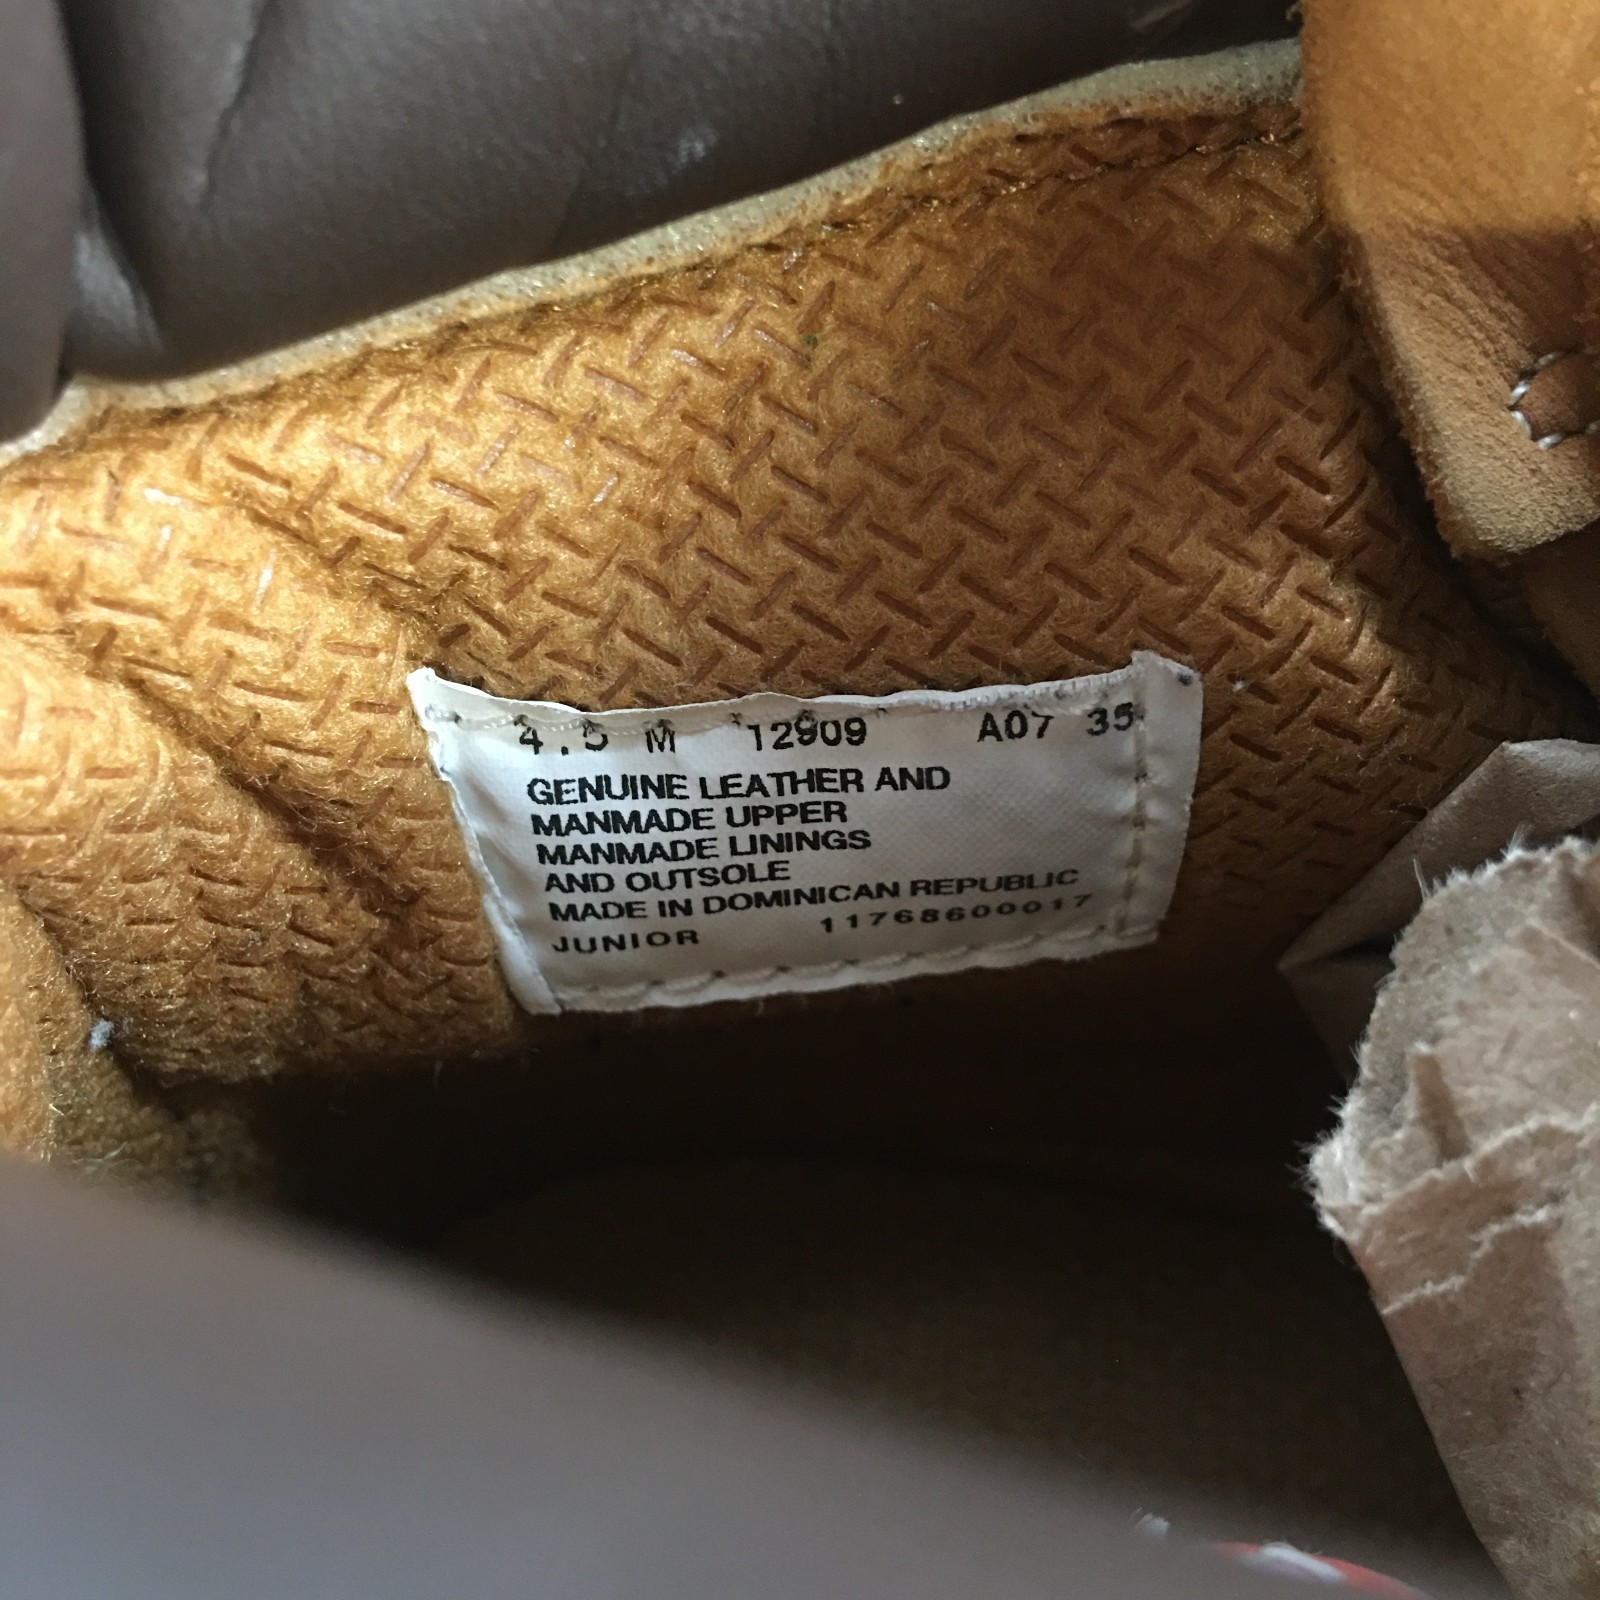 4.5 M 12909 A07 35
GENUINE LEATHER AND
MANMADE UPPER
MANMADE LININGS
AND OUTSOLE
MADE IN DOMINICAN REPUBLIC
JUNIOR 11768600017